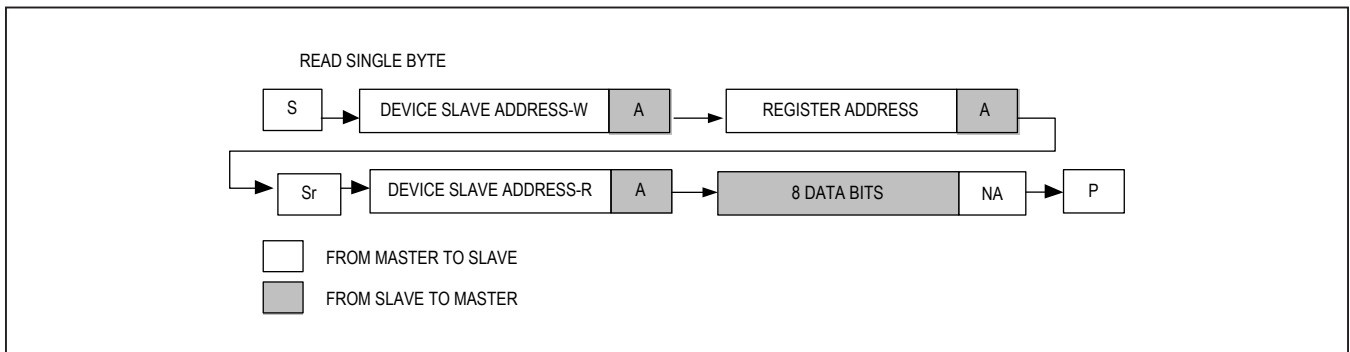 READ SINGLE BYTE
S DEVICE SLAVE ADDRESS-W A REGISTER ADDRESS A
Sr DEVICE SLAVE ADDRESS-R A 8 DATA BITS NA P
FROM MASTER TO SLAVE
FROM SLAVE TO MASTER